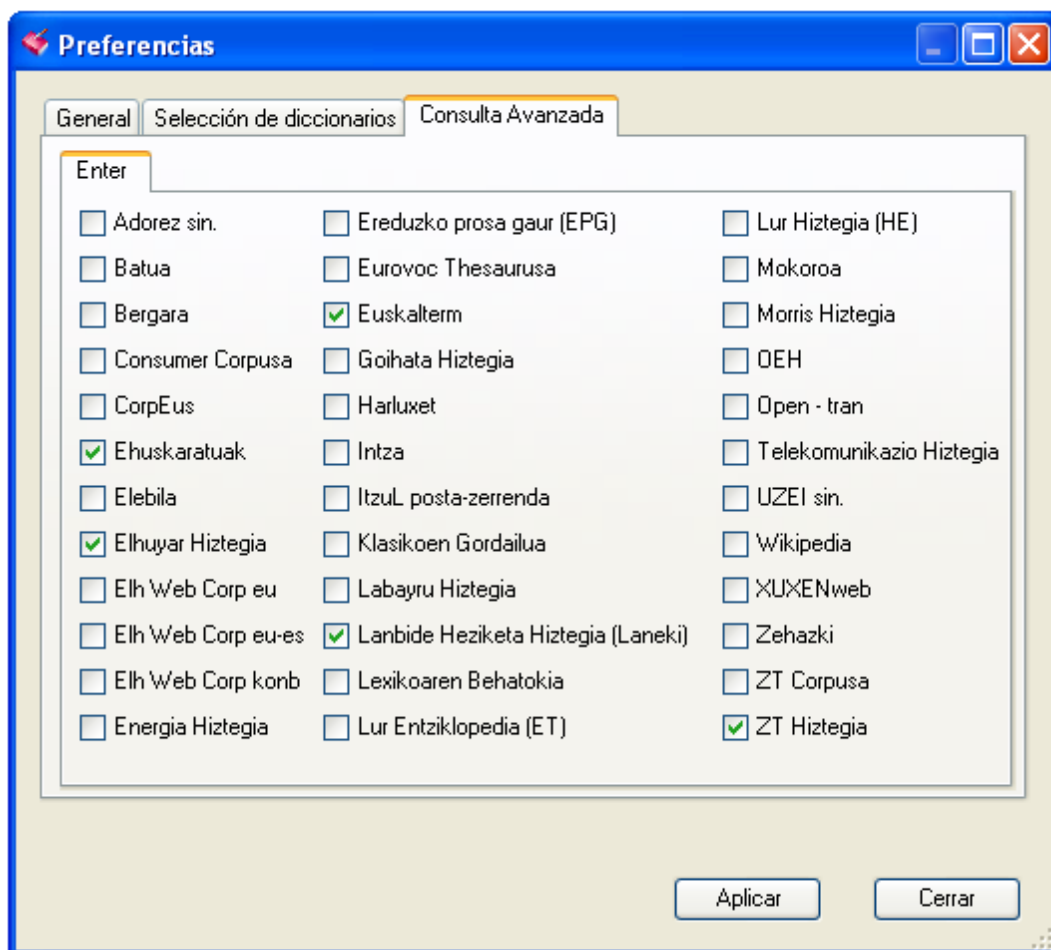 Preferencias
General Selección de diccionarios Consulta Avanzada
Enter
Adorez sin. Ereduzko prosa gaur (EPG) Lur Hiztegia (HE)
Batua Eurovoc Thesaurusa Mokoroa
Bergara Euskalterm Morris Hiztegia
Consumer Corpusa Goihata Hiztegia OEH
CorpEus Harluxet Open - tran
Ehuskaratuak Intza Telekomunikazio Hiztegia
Elebila ItzuL posta-zerrenda UZEI sin.
Elhuyar Hiztegia Klasikoen Gordailua Wikipedia
Elh Web Corp eu Labayru Hiztegia XUXENweb
Elh Web Corp eu-es Lanbide Heziketa Hiztegia (Laneki) Zehazki
Elh Web Corp konb Lexikoaren Behatokia ZT Corpusa
Energia Hiztegia Lur Entziklopedia (ET) ZT Hiztegia
Aplicar Cerrar